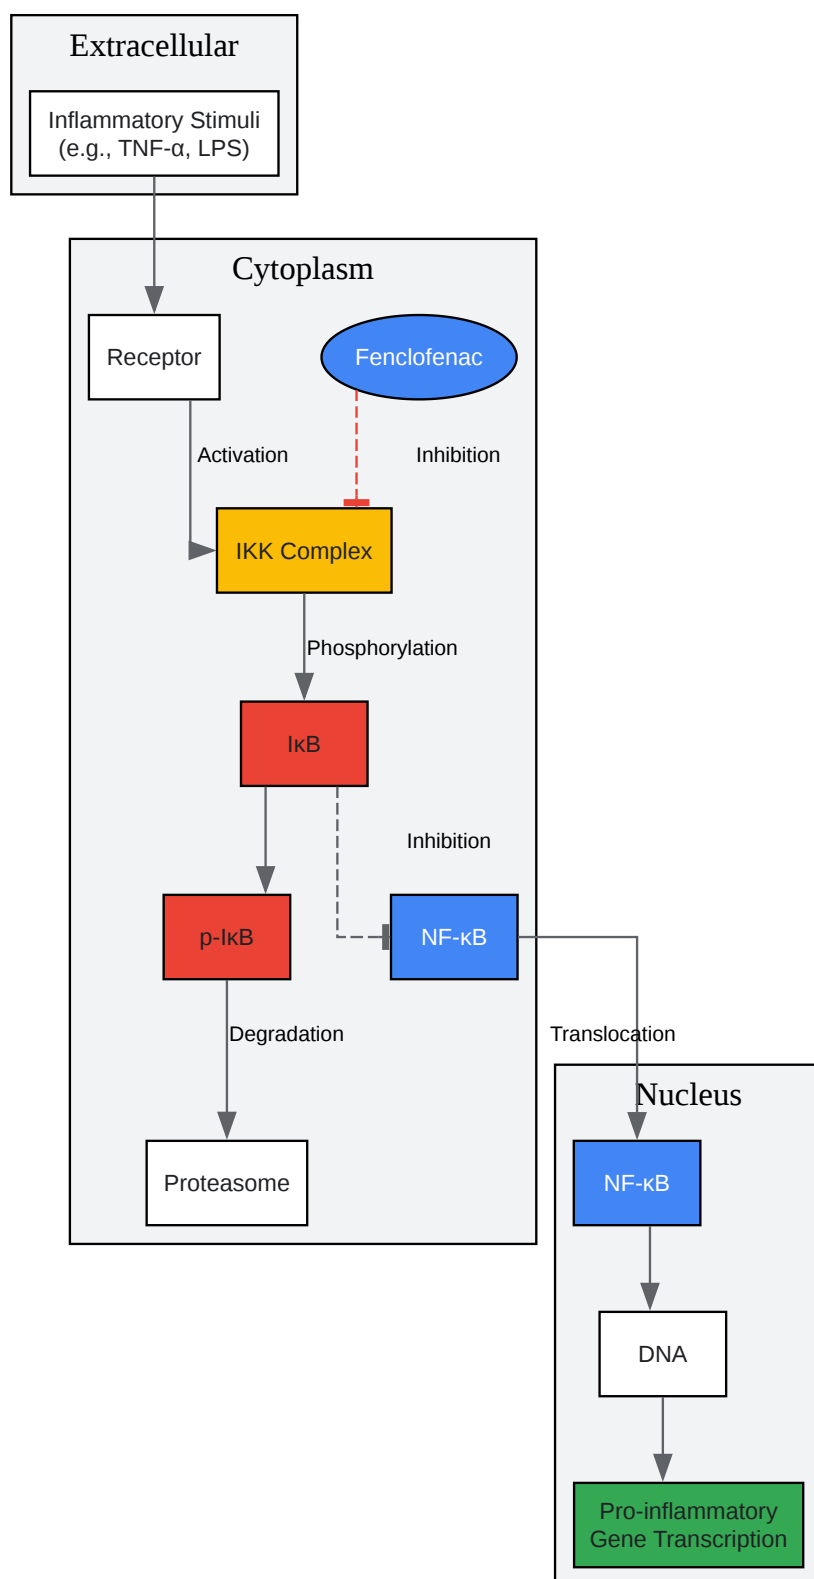 Extracellular
Inflammatory Stimuli
(e.g., TNF-α, LPS)
Cytoplasm
Receptor
Fenclofenac
Activation
Inhibition
IKK Complex
Phosphorylation
IκB
Inhibition
p-IκB
NF-κB
Degradation
Translocation
Nucleus
Proteasome
NF-κB
DNA
Pro-inflammatory
Gene Transcription